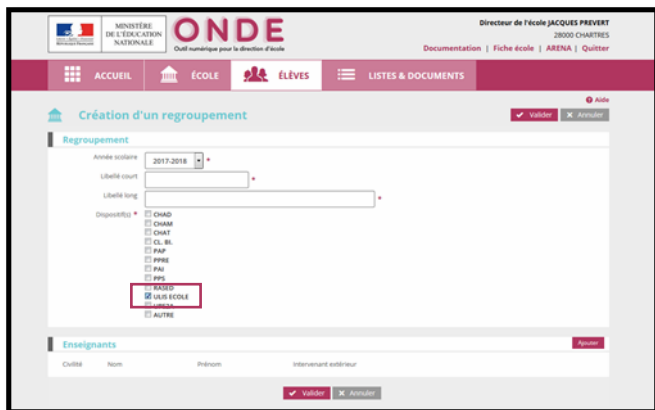 MINISTÈRE
DE L'ÉDUCATION
NATIONALE
ONDE
Outil numérique pour la direction d'école
Directeur de l'école JACQUES PREVERT
28000 CHARTRES
Documentation | Fiche école | ARENA | Quitter
ACCUEIL ÉCOLE ÉLÈVES LISTES & DOCUMENTS
Aide
Création d'un regroupement Valider Annuler
Regroupement
Année scolaire 2017-2018 *
Libellé court *
Libellé long *
Dispositif(s) * CHAD
CHAM
CHAT
CL. BI.
PAP
PPRE
PAI
PPS
RASED
ULIS ECOLE
UPE2A
AUTRE
Enseignants Ajouter
Civilité Nom Prénom Intervenant extérieur
Valider Annuler